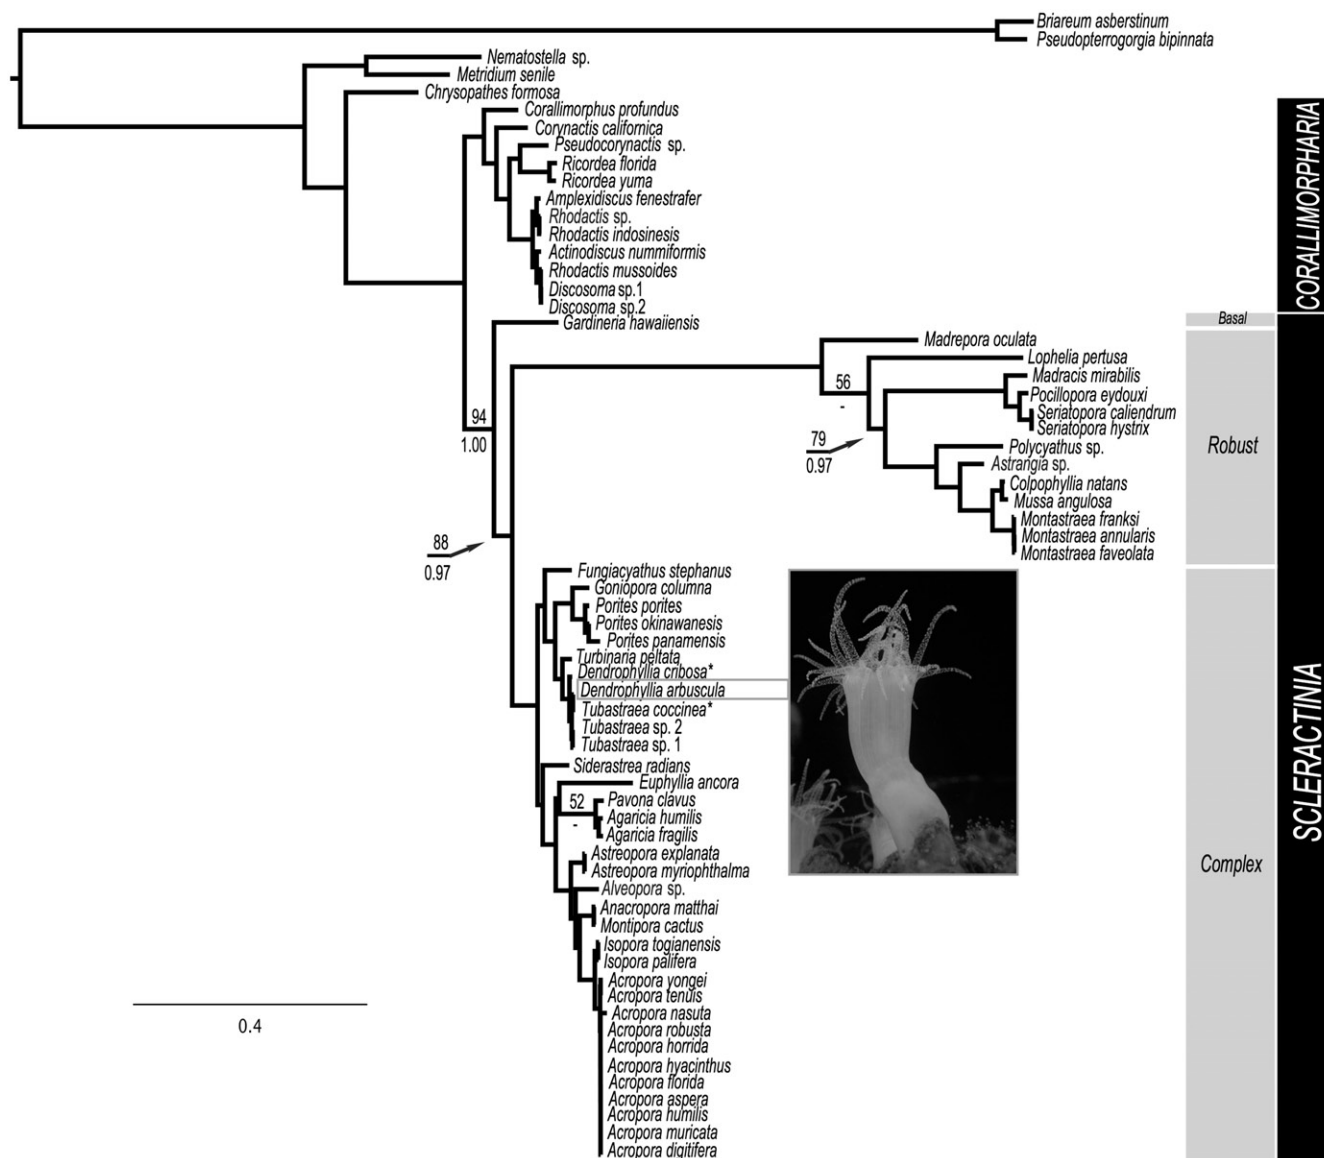 Briareum asberstinum
Pseudopterrogorgia bipinnata
Nematostella sp.
Metridium senile
Chrysopathes formosa
Corallimorphus profundus
Corynactis californica
Pseudocorynactis sp.
Ricordea florida
Ricordea yuma
Amplexidiscus fenestrafer
Rhodactis sp.
Rhodactis indosinesis
Actinodiscus nummiformis
Rhodactis mussoides
Discosoma sp.1
Discosoma sp.2
CORALLIMORPHARIA
Gardineria hawaiiensis
Basal
Madrepora oculata
Lophelia pertusa
56
-
Madracis mirabilis
Pocillopora eydouxi
Seriatopora caliendrum
Seriatopora hystrix
94
1.00
79
0.97
Polycyathus sp.
Astrangia sp.
Colpophyllia natans
Mussa angulosa
Montastraea franksi
Montastraea annularis
Montastraea faveolata
Robust
88
0.97
Fungiacyathus stephanus
Goniopora columna
Porites porites
Porites okinawanesis
Porites panamensis
Turbinaria peltata
Dendrophyllia cribosa*
Dendrophyllia arbuscula
Tubastraea coccinea*
Tubastraea sp. 2
Tubastraea sp. 1
Siderastrea radians
Euphyllia ancora
52
-
Pavona clavus
Agaricia humilis
Agaricia fragilis
Astreopora explanata
Astreopora myriophthalma
Alveopora sp.
Anacropora matthai
Montipora cactus
Isopora togianensis
Isopora palifera
Acropora yongei
Acropora tenuis
Acropora nasuta
Acropora robusta
Acropora horrida
Acropora hyacinthus
Acropora florida
Acropora aspera
Acropora humilis
Acropora muricata
Acropora digitifera
Complex
SCLERACTINIA
0.4